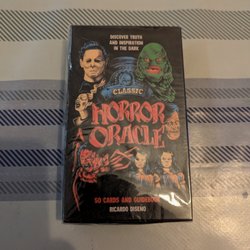 DISCOVER TRUTH
AND INSPIRATION
IN THE DARK
CLASSIC
HORROR
ORACLE
50 CARDS AND GUIDEBOOK
RICARDO DISEÑO